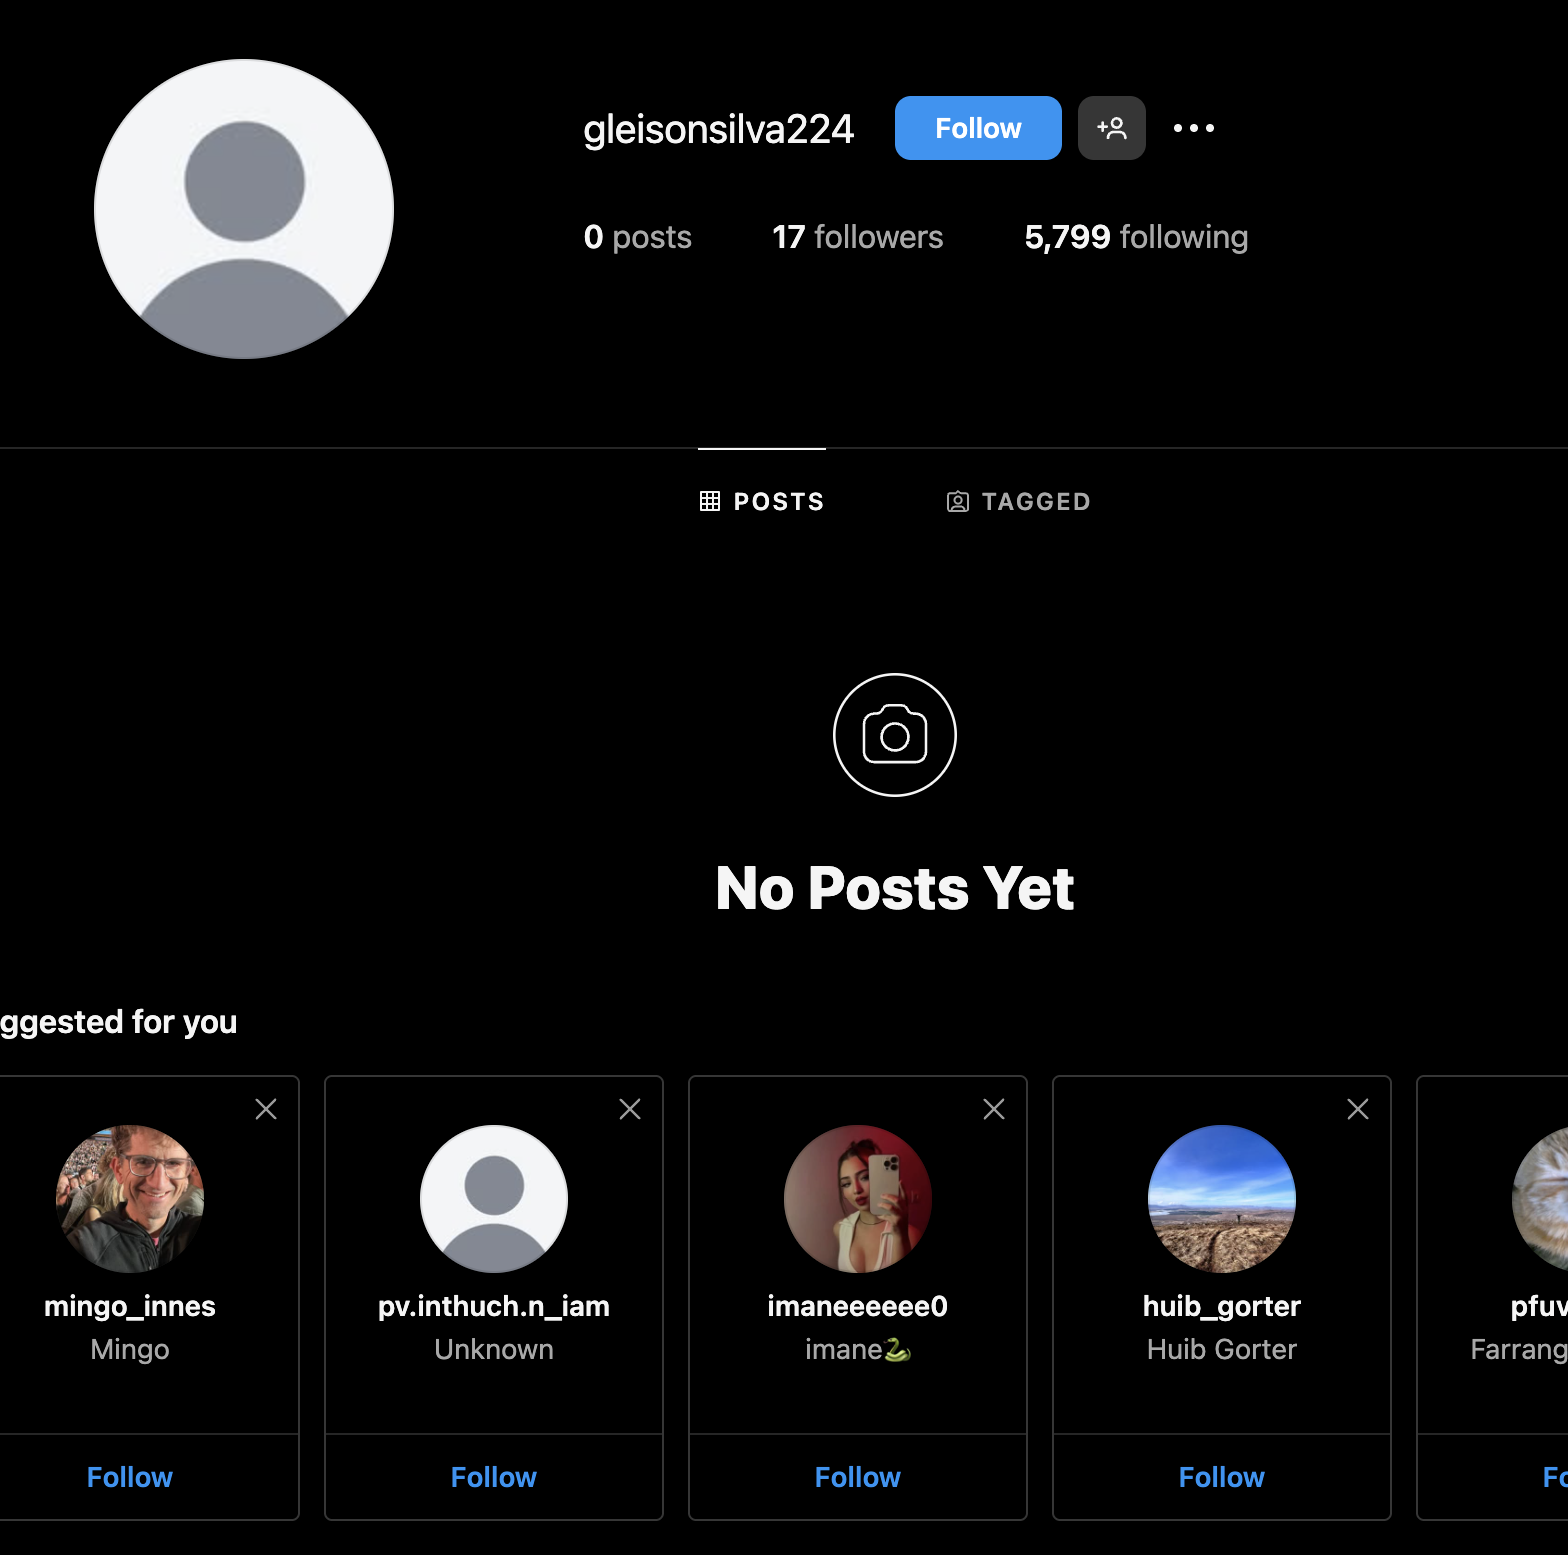 gleisonsilva224 Follow
0 posts 17 followers 5,799 following
POSTS TAGGED
No Posts Yet
ggested for you
mingo_innes
Mingo
Follow
pv.inthuch.n_iam
Unknown
Follow
imaneeeeee0
imane🐍
Follow
huib_gorter
Huib Gorter
Follow
pfuv
Farrang
Fo